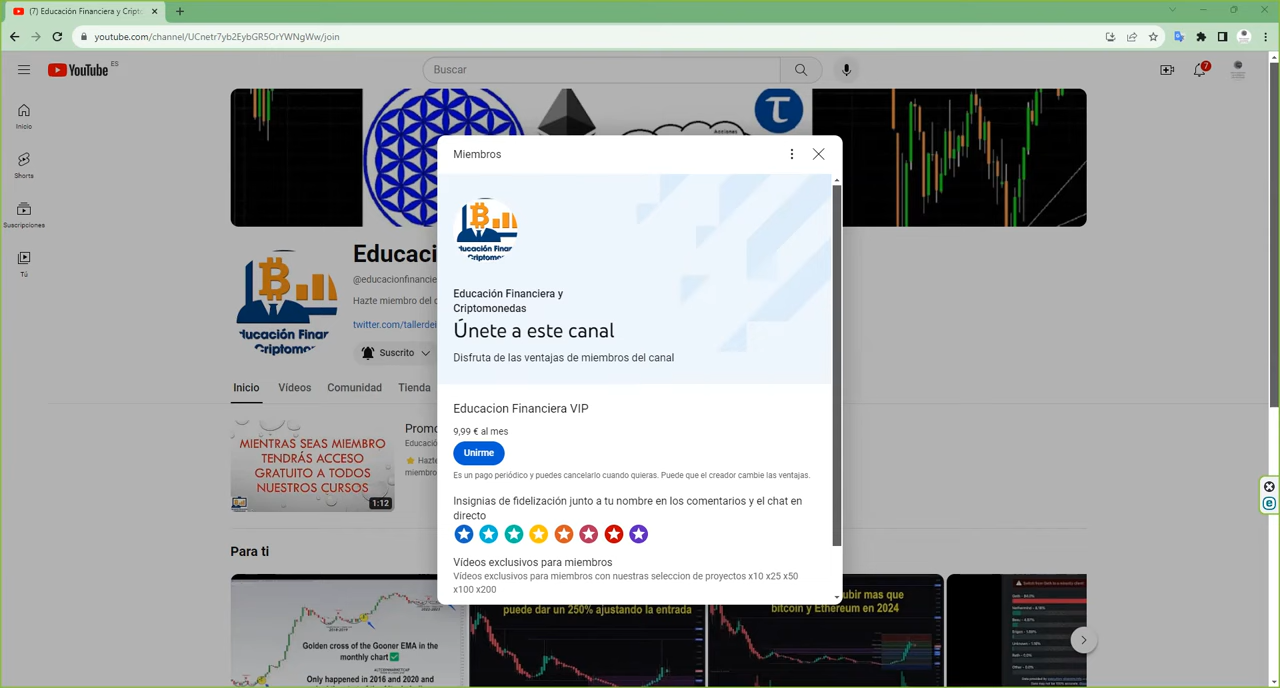 (7) Educación Financiera y Cripto
youtube.com/channel/UCnetr7yb2EybGR5OrYWNgWw/join
YouTube ES
Buscar
7
Inicio
Shorts
Suscripciones
Tú
Acciones
Miembros
Educación Financiera y
Criptomonedas
Únete a este canal
Disfruta de las ventajas de miembros del canal
Educacion Financiera VIP
9,99 € al mes
Unirme
Es un pago periódico y puedes cancelarlo cuando quieras. Puede que el creador cambie las ventajas.
Insignias de fidelización junto a tu nombre en los comentarios y el chat en
directo
Vídeos exclusivos para miembros
Vídeos exclusivos para miembros con nuestras seleccion de proyectos x10 x25 x50
x100 x200
Educaci
@educacionfinancie
Hazte miembro del c
twitter.com/tallerdei
Suscrito
Inicio
Vídeos
Comunidad
Tienda
MIENTRAS SEAS MIEMBRO
TENDRÁS ACCESO
GRATUITO A TODOS
NUESTROS CURSOS
1:12
Promo
Educació
Hazte
miembro
Para ti
Golden cross of the Gooner EMA in the
monthly chart
Only happened in 2016 and 2020 and
puede dar un 250% ajustando la entrada
ubir mas que
bitcoin y Ethereum en 2024